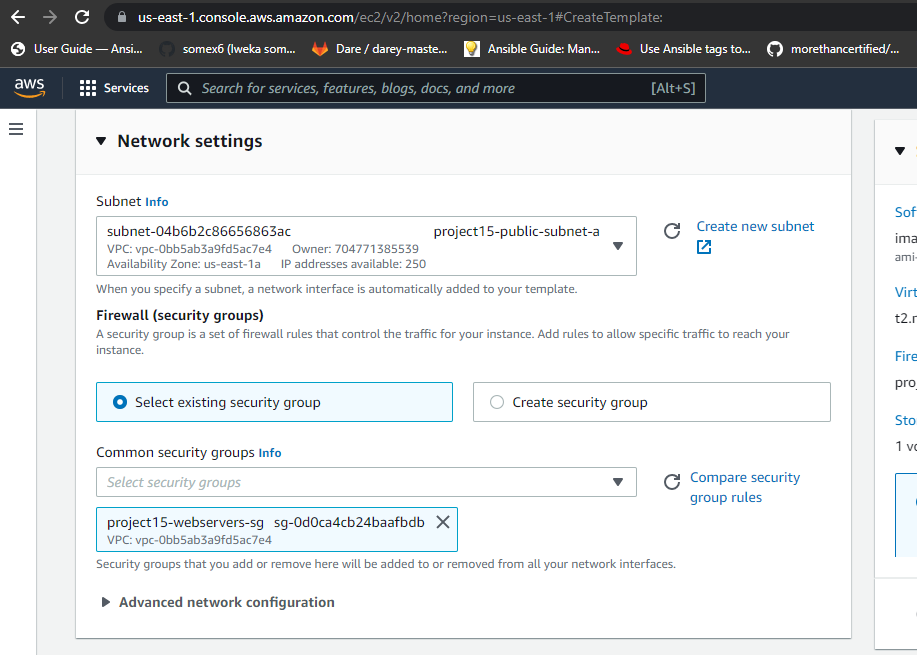 us-east-1.console.aws.amazon.com/ec2/v2/home?region=us-east-1#CreateTemplate:
User Guide — Ansi...
somex6 (Iweka som...
Dare / darey-maste...
Ansible Guide: Man...
Use Ansible tags to...
morethancertified/...
aws
Services
Search for services, features, blogs, docs, and more
[Alt+S]
Network settings
Subnet Info
subnet-04b6b2c86656863ac project15-public-subnet-a
VPC: vpc-0bb5ab3a9fd5ac7e4 Owner: 704771385539
Availability Zone: us-east-1a IP addresses available: 250
Create new subnet
When you specify a subnet, a network interface is automatically added to your template.
Firewall (security groups)
A security group is a set of firewall rules that control the traffic for your instance. Add rules to allow specific traffic to reach your
instance.
Select existing security group
Create security group
Common security groups Info
Select security groups
Compare security
group rules
project15-webservers-sg sg-0d0ca4cb24baafbdb
VPC: vpc-0bb5ab3a9fd5ac7e4
Security groups that you add or remove here will be added to or removed from all your network interfaces.
Advanced network configuration
Sof
ima
ami-
Virt
t2.
Fire
pro
Sto
1 vo